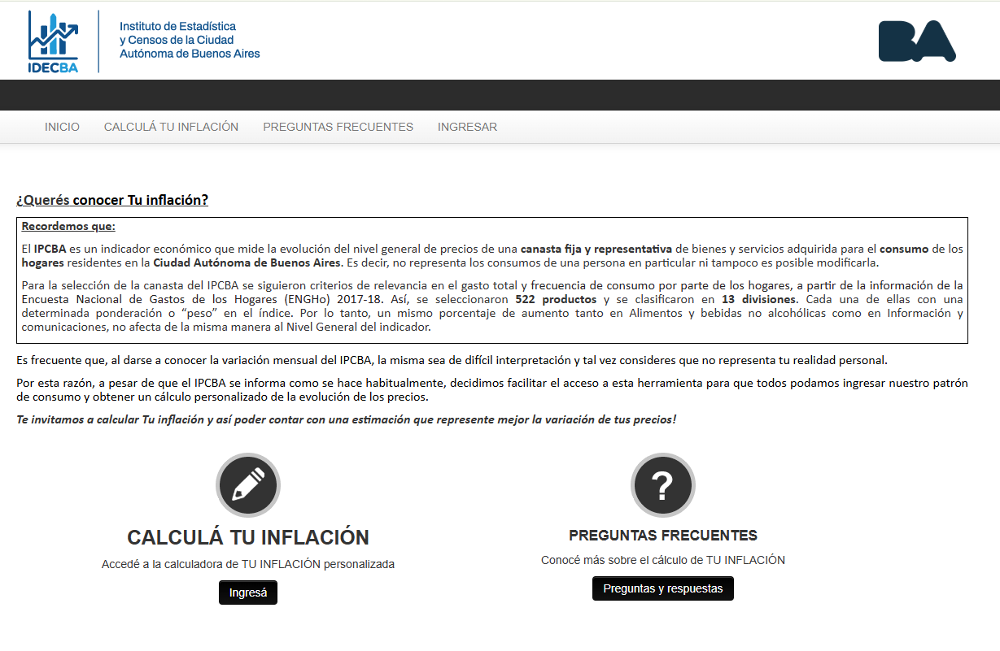 IDECBA
Instituto de Estadística
y Censos de la Ciudad
Autónoma de Buenos Aires
BA
INICIO CALCULÁ TU INFLACIÓN PREGUNTAS FRECUENTES INGRESAR
¿Querés conocer Tu inflación?
Recordemos que:
El IPCBA es un indicador económico que mide la evolución del nivel general de precios de una canasta fija y representativa de bienes y servicios adquirida para el consumo de los
hogares residentes en la Ciudad Autónoma de Buenos Aires. Es decir, no representa los consumos de una persona en particular ni tampoco es posible modificarla.
Para la selección de la canasta del IPCBA se siguieron criterios de relevancia en el gasto total y frecuencia de consumo por parte de los hogares, a partir de la información de la
Encuesta Nacional de Gastos de los Hogares (ENGHo) 2017-18. Así, se seleccionaron 522 productos y se clasificaron en 13 divisiones. Cada una de ellas con una
determinada ponderación o “peso” en el índice. Por lo tanto, un mismo porcentaje de aumento tanto en Alimentos y bebidas no alcohólicas como en Información y
comunicaciones, no afecta de la misma manera al Nivel General del indicador.
Es frecuente que, al darse a conocer la variación mensual del IPCBA, la misma sea de difícil interpretación y tal vez consideres que no representa tu realidad personal.
Por esta razón, a pesar de que el IPCBA se informa como se hace habitualmente, decidimos facilitar el acceso a esta herramienta para que todos podamos ingresar nuestro patrón
de consumo y obtener un cálculo personalizado de la evolución de los precios.
Te invitamos a calcular Tu inflación y así poder contar con una estimación que represente mejor la variación de tus precios!
CALCULÁ TU INFLACIÓN
Accedé a la calculadora de TU INFLACIÓN personalizada
Ingresá
?
PREGUNTAS FRECUENTES
Conocé más sobre el cálculo de TU INFLACIÓN
Preguntas y respuestas